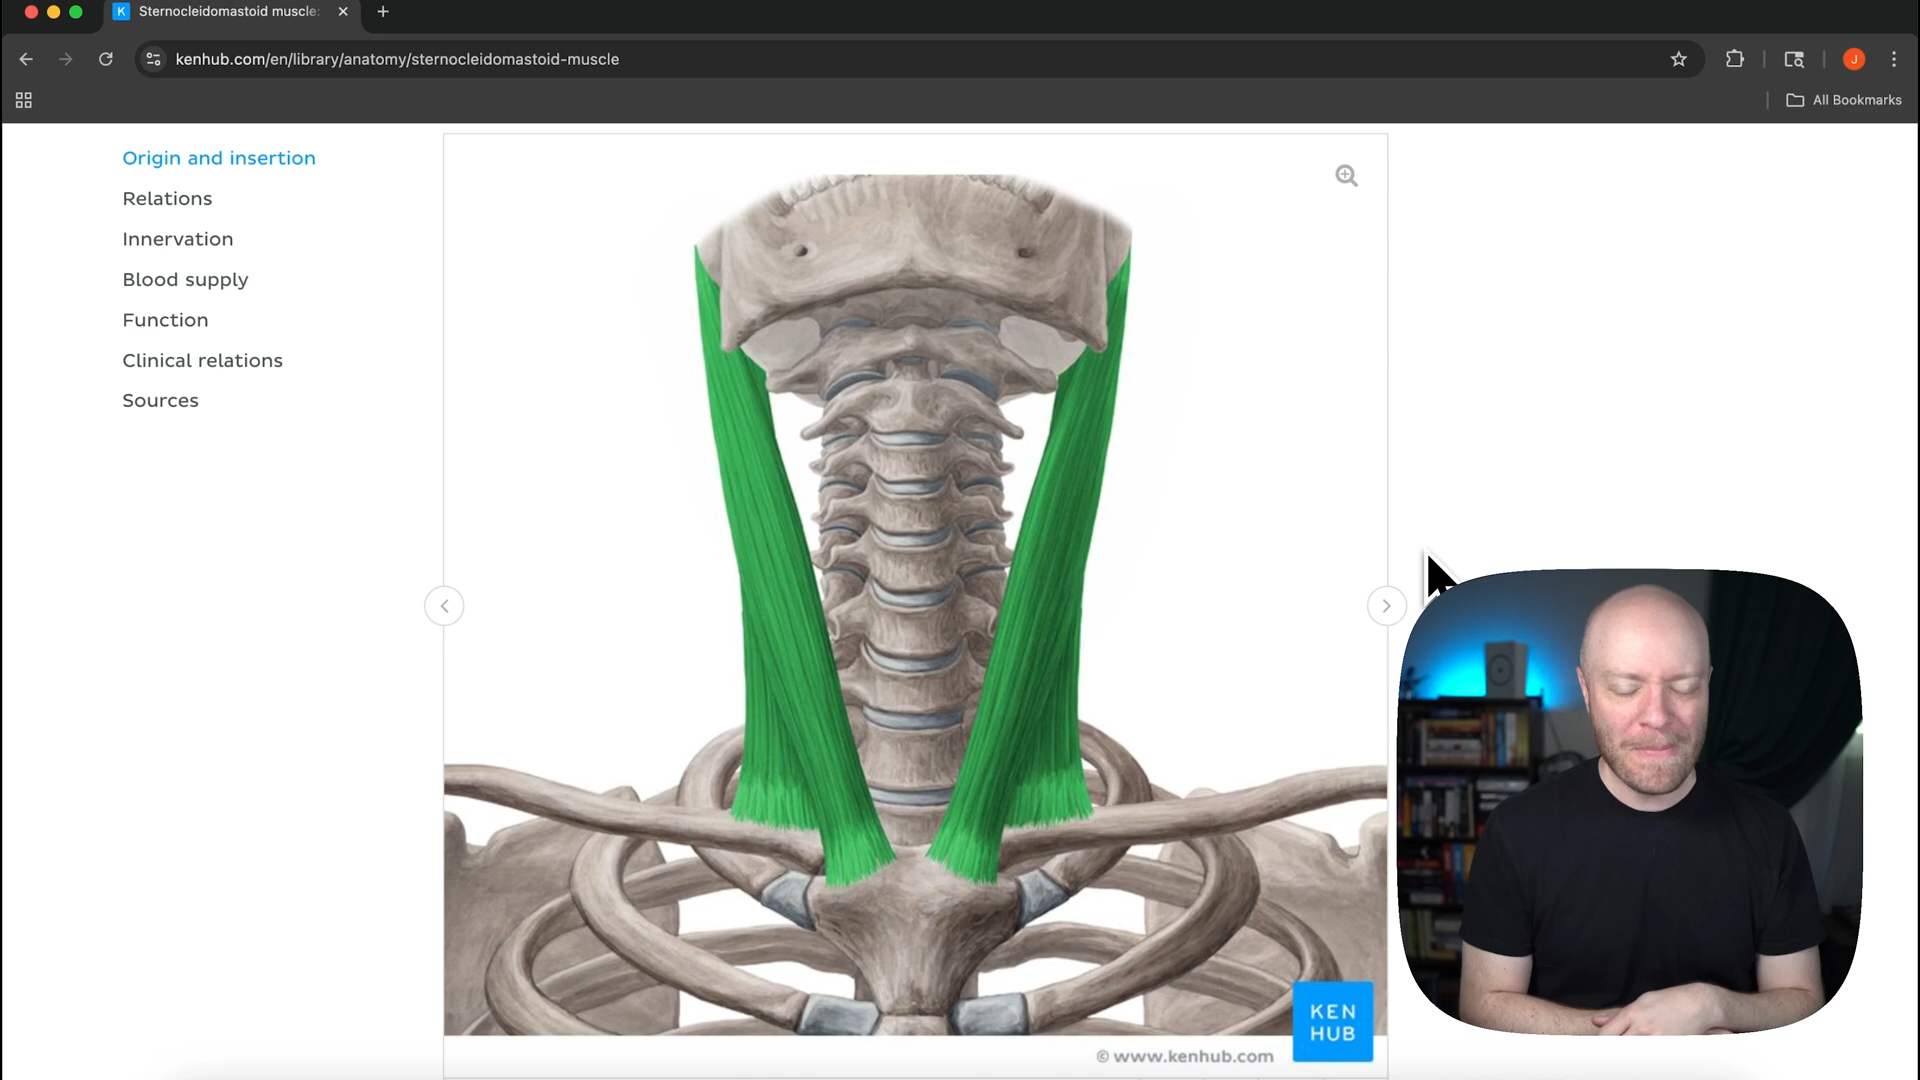 Sternocleidomastoid muscle:
kenhub.com/en/library/anatomy/sternocleidomastoid-muscle
J
All Bookmarks
Origin and insertion
Relations
Innervation
Blood supply
Function
Clinical relations
Sources
KEN
HUB
© www.kenhub.com
K